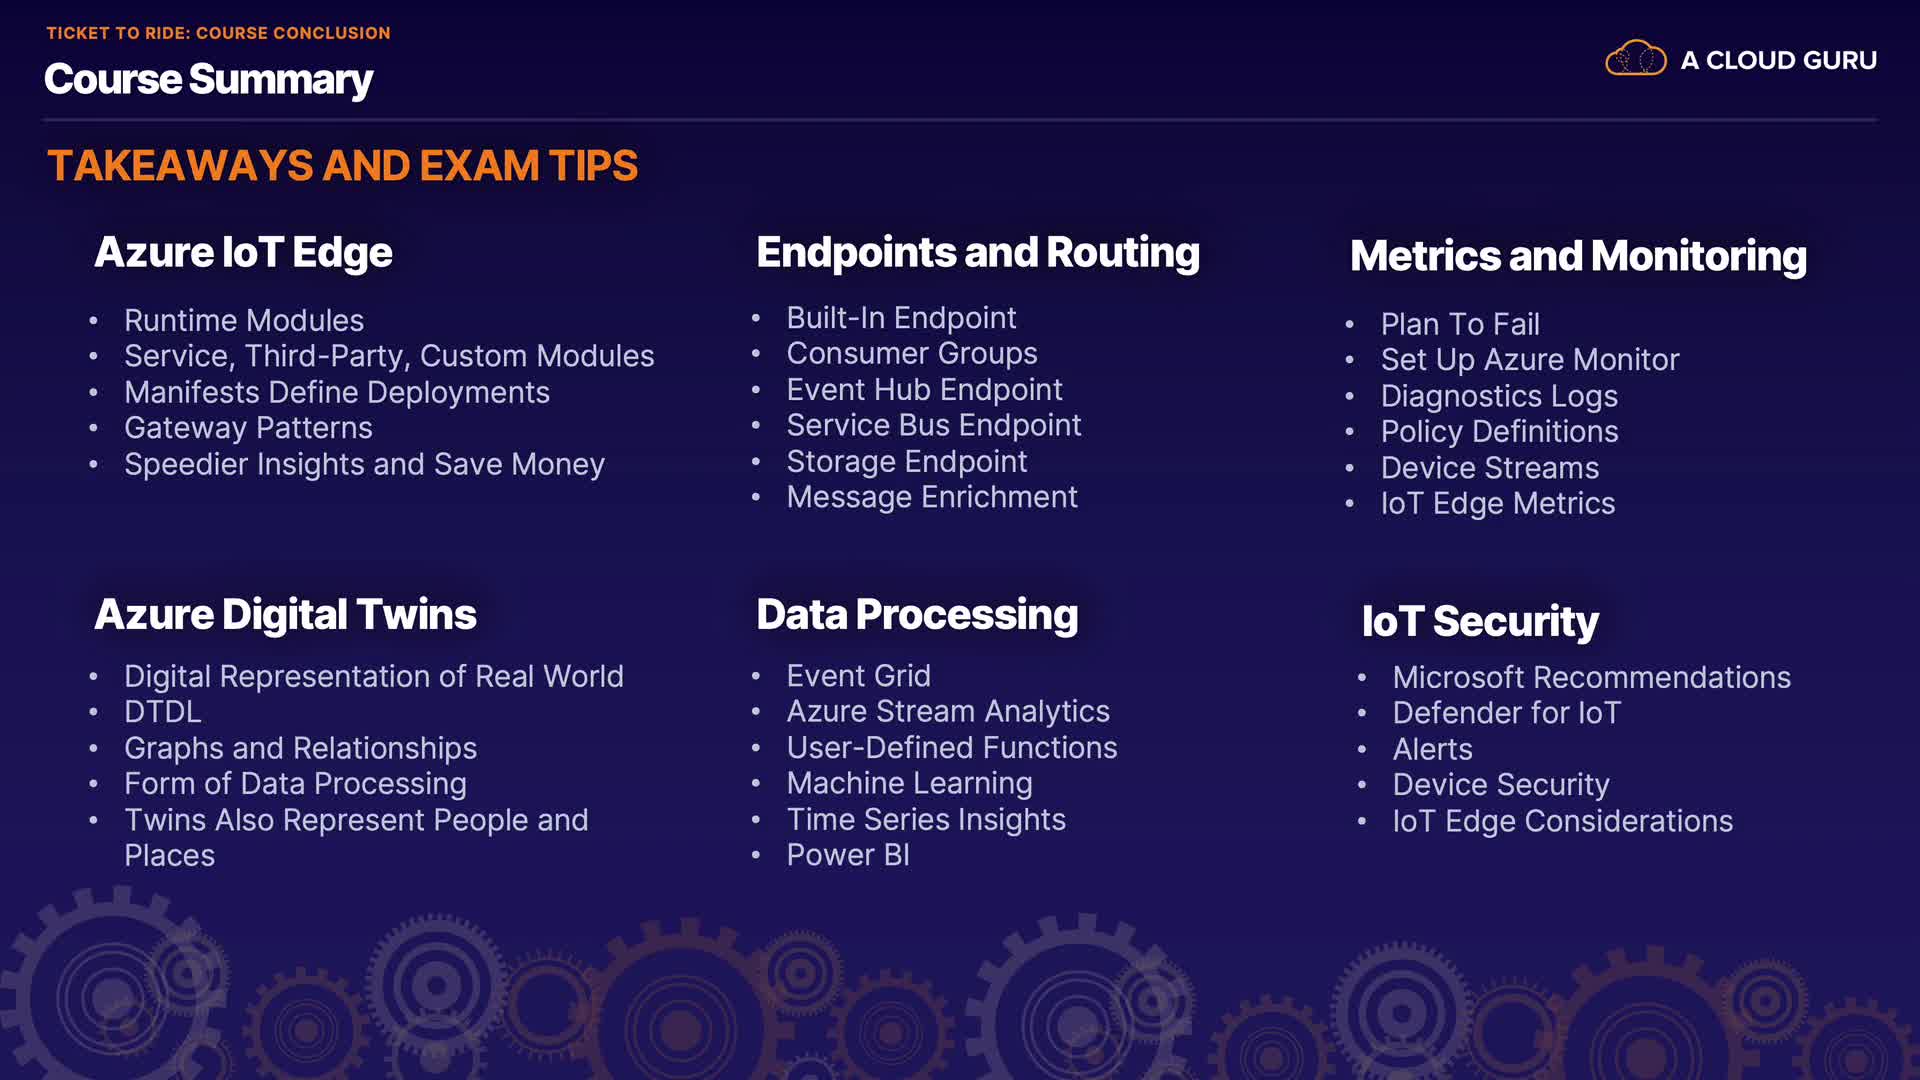 TICKET TO RIDE: COURSE CONCLUSION
Course Summary
A CLOUD GURU
TAKEAWAYS AND EXAM TIPS
Azure IoT Edge
• Runtime Modules
• Service, Third-Party, Custom Modules
• Manifests Define Deployments
• Gateway Patterns
• Speedier Insights and Save Money
Endpoints and Routing
• Built-In Endpoint
• Consumer Groups
• Event Hub Endpoint
• Service Bus Endpoint
• Storage Endpoint
• Message Enrichment
Metrics and Monitoring
• Plan To Fail
• Set Up Azure Monitor
• Diagnostics Logs
• Policy Definitions
• Device Streams
• IoT Edge Metrics
Azure Digital Twins
• Digital Representation of Real World
• DTDL
• Graphs and Relationships
• Form of Data Processing
• Twins Also Represent People and
Places
Data Processing
• Event Grid
• Azure Stream Analytics
• User-Defined Functions
• Machine Learning
• Time Series Insights
• Power BI
IoT Security
• Microsoft Recommendations
• Defender for IoT
• Alerts
• Device Security
• IoT Edge Considerations